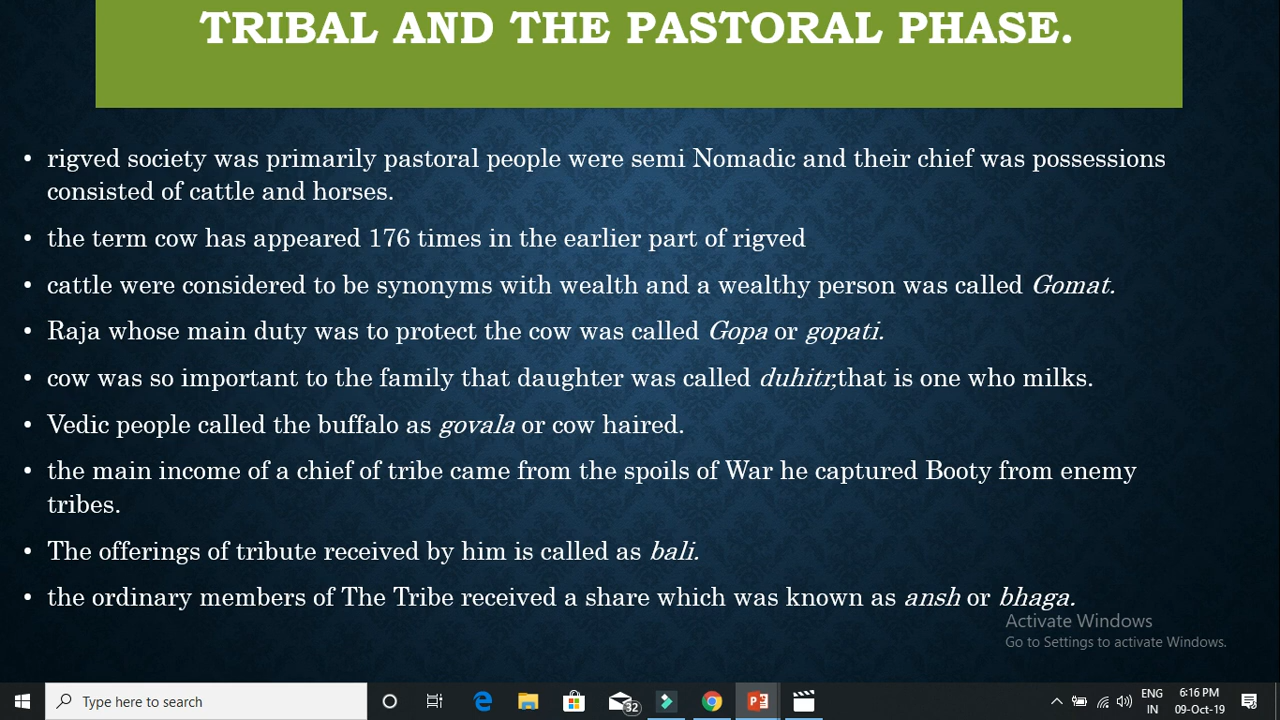 TRIBAL AND THE PASTORAL PHASE.
• rigved society was primarily pastoral people were semi Nomadic and their chief was possessions
consisted of cattle and horses.
• the term cow has appeared 176 times in the earlier part of rigved
• cattle were considered to be synonyms with wealth and a wealthy person was called Gomat.
• Raja whose main duty was to protect the cow was called Gopa or gopati.
• cow was so important to the family that daughter was called duhitr,that is one who milks.
• Vedic people called the buffalo as govala or cow haired.
• the main income of a chief of tribe came from the spoils of War he captured Booty from enemy
tribes.
• The offerings of tribute received by him is called as bali.
• the ordinary members of The Tribe received a share which was known as ansh or bhaga.
Activate Windows
Go to Settings to activate Windows.
Type here to search
32
ENG
IN
6:16 PM
09-Oct-19